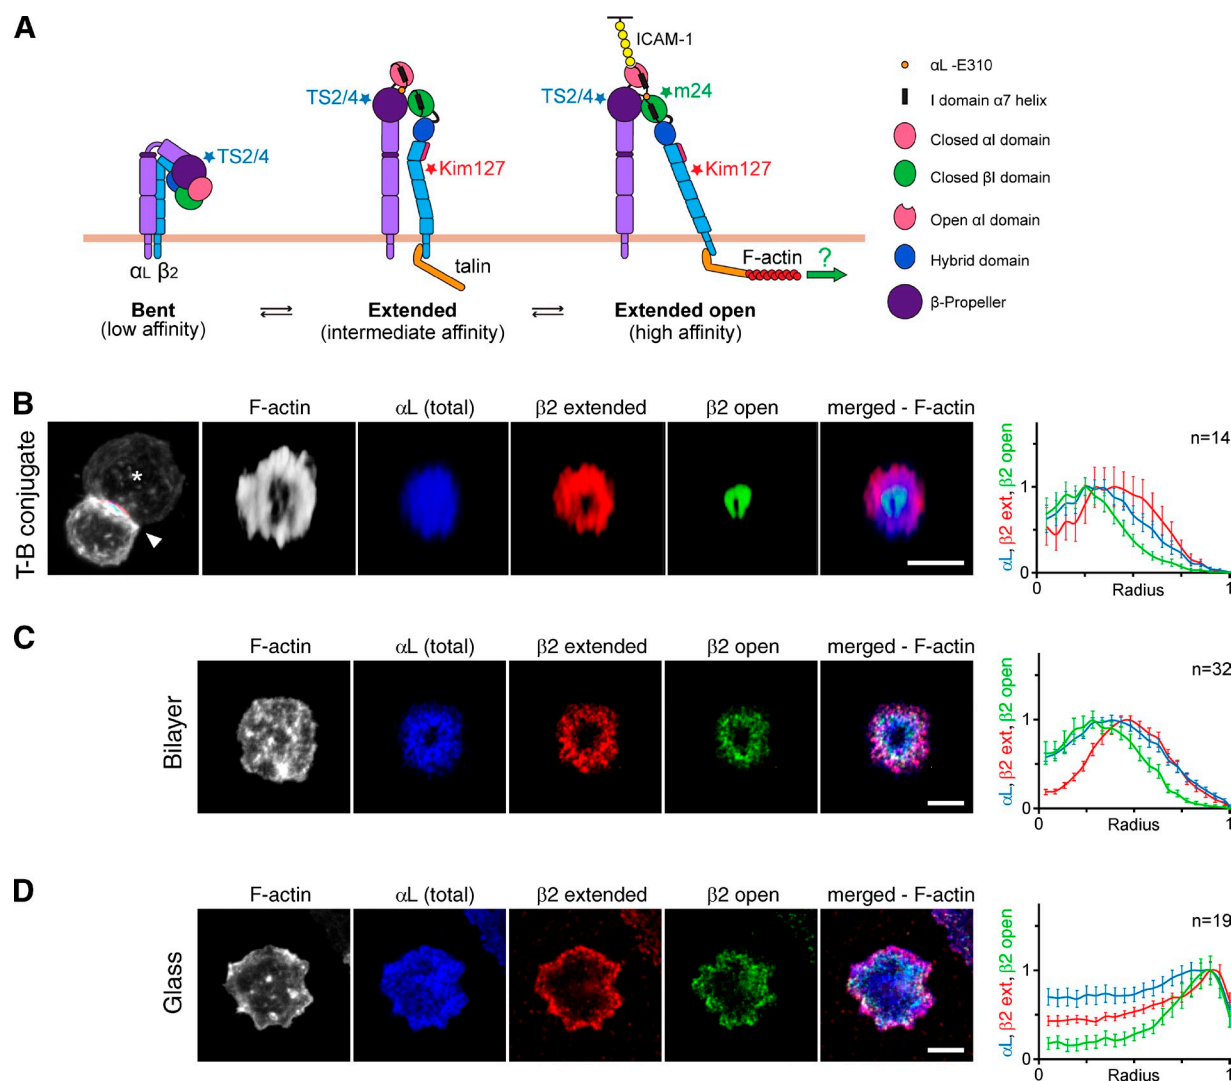 A
ICAM-1
TS2/4
TS2/4
m24
TS2/4
Kim127
Kim127
αL β2
talin
F-actin
?
Bent
(low affinity)
Extended
(intermediate affinity)
Extended open
(high affinity)
αL -E310
I domain α7 helix
Closed αI domain
Closed βI domain
Open αI domain
Hybrid domain
β-Propeller
B
F-actin
αL (total)
β2 extended
β2 open
merged - F-actin
T-B conjugate
*
αL, β2 ext, β2 open
n=14
1
0
0
Radius
1
C
F-actin
αL (total)
β2 extended
β2 open
merged - F-actin
Bilayer
αL, β2 ext, β2 open
n=32
1
0
0
Radius
1
D
F-actin
αL (total)
β2 extended
β2 open
merged - F-actin
Glass
αL, β2 ext, β2 open
n=19
1
0
0
Radius
1